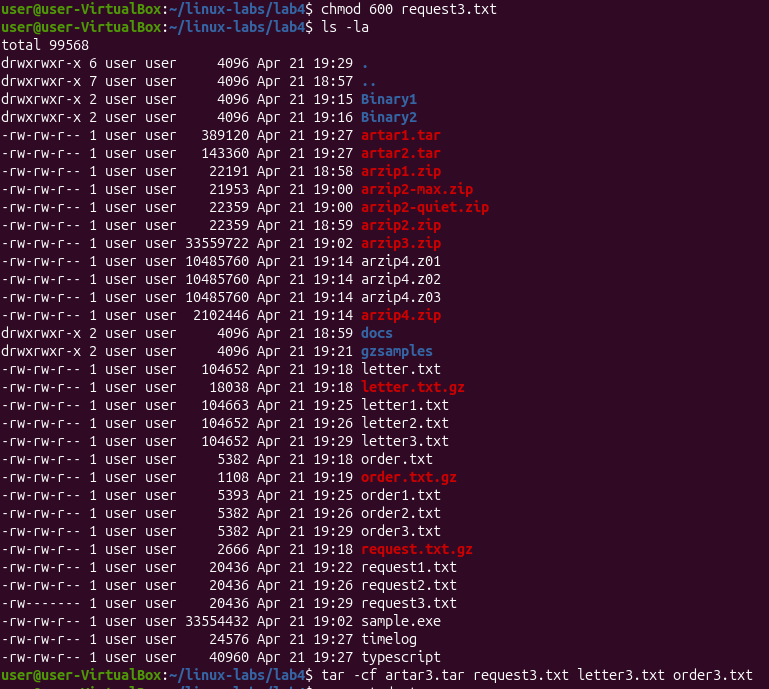 user@user-VirtualBox:~/linux-labs/lab4$ chmod 600 request3.txt
user@user-VirtualBox:~/linux-labs/lab4$ ls -la
total 99568
drwxrwxr-x 6 user user     4096 Apr 21 19:29 .
drwxrwxr-x 7 user user     4096 Apr 21 18:57 ..
drwxrwxr-x 2 user user     4096 Apr 21 19:15 Binary1
drwxrwxr-x 2 user user     4096 Apr 21 19:16 Binary2
-rw-rw-r-- 1 user user   389120 Apr 21 19:27 artar1.tar
-rw-rw-r-- 1 user user   143360 Apr 21 19:27 artar2.tar
-rw-rw-r-- 1 user user    22191 Apr 21 18:58 arzip1.zip
-rw-rw-r-- 1 user user    21953 Apr 21 19:00 arzip2-max.zip
-rw-rw-r-- 1 user user    22359 Apr 21 19:00 arzip2-quiet.zip
-rw-rw-r-- 1 user user    22359 Apr 21 18:59 arzip2.zip
-rw-rw-r-- 1 user user 33559722 Apr 21 19:02 arzip3.zip
-rw-rw-r-- 1 user user 10485760 Apr 21 19:14 arzip4.z01
-rw-rw-r-- 1 user user 10485760 Apr 21 19:14 arzip4.z02
-rw-rw-r-- 1 user user 10485760 Apr 21 19:14 arzip4.z03
-rw-rw-r-- 1 user user  2102446 Apr 21 19:14 arzip4.zip
drwxrwxr-x 2 user user     4096 Apr 21 18:59 docs
drwxrwxr-x 2 user user     4096 Apr 21 19:21 gzsamples
-rw-rw-r-- 1 user user   104652 Apr 21 19:18 letter.txt
-rw-rw-r-- 1 user user    18038 Apr 21 19:18 letter.txt.gz
-rw-rw-r-- 1 user user   104663 Apr 21 19:25 letter1.txt
-rw-rw-r-- 1 user user   104652 Apr 21 19:26 letter2.txt
-rw-rw-r-- 1 user user   104652 Apr 21 19:29 letter3.txt
-rw-rw-r-- 1 user user     5382 Apr 21 19:18 order.txt
-rw-rw-r-- 1 user user     1108 Apr 21 19:19 order.txt.gz
-rw-rw-r-- 1 user user     5393 Apr 21 19:25 order1.txt
-rw-rw-r-- 1 user user     5382 Apr 21 19:26 order2.txt
-rw-rw-r-- 1 user user     5382 Apr 21 19:29 order3.txt
-rw-rw-r-- 1 user user     2666 Apr 21 19:18 request.txt.gz
-rw-rw-r-- 1 user user    20436 Apr 21 19:22 request1.txt
-rw-rw-r-- 1 user user    20436 Apr 21 19:26 request2.txt
-rw------- 1 user user    20436 Apr 21 19:29 request3.txt
-rw-rw-r-- 1 user user 33554432 Apr 21 19:02 sample.exe
-rw-rw-r-- 1 user user    24576 Apr 21 19:27 timelog
-rw-rw-r-- 1 user user    40960 Apr 21 19:27 typescript
user@user-VirtualBox:~/linux-labs/lab4$ tar -cf artar3.tar request3.txt letter3.txt order3.txt